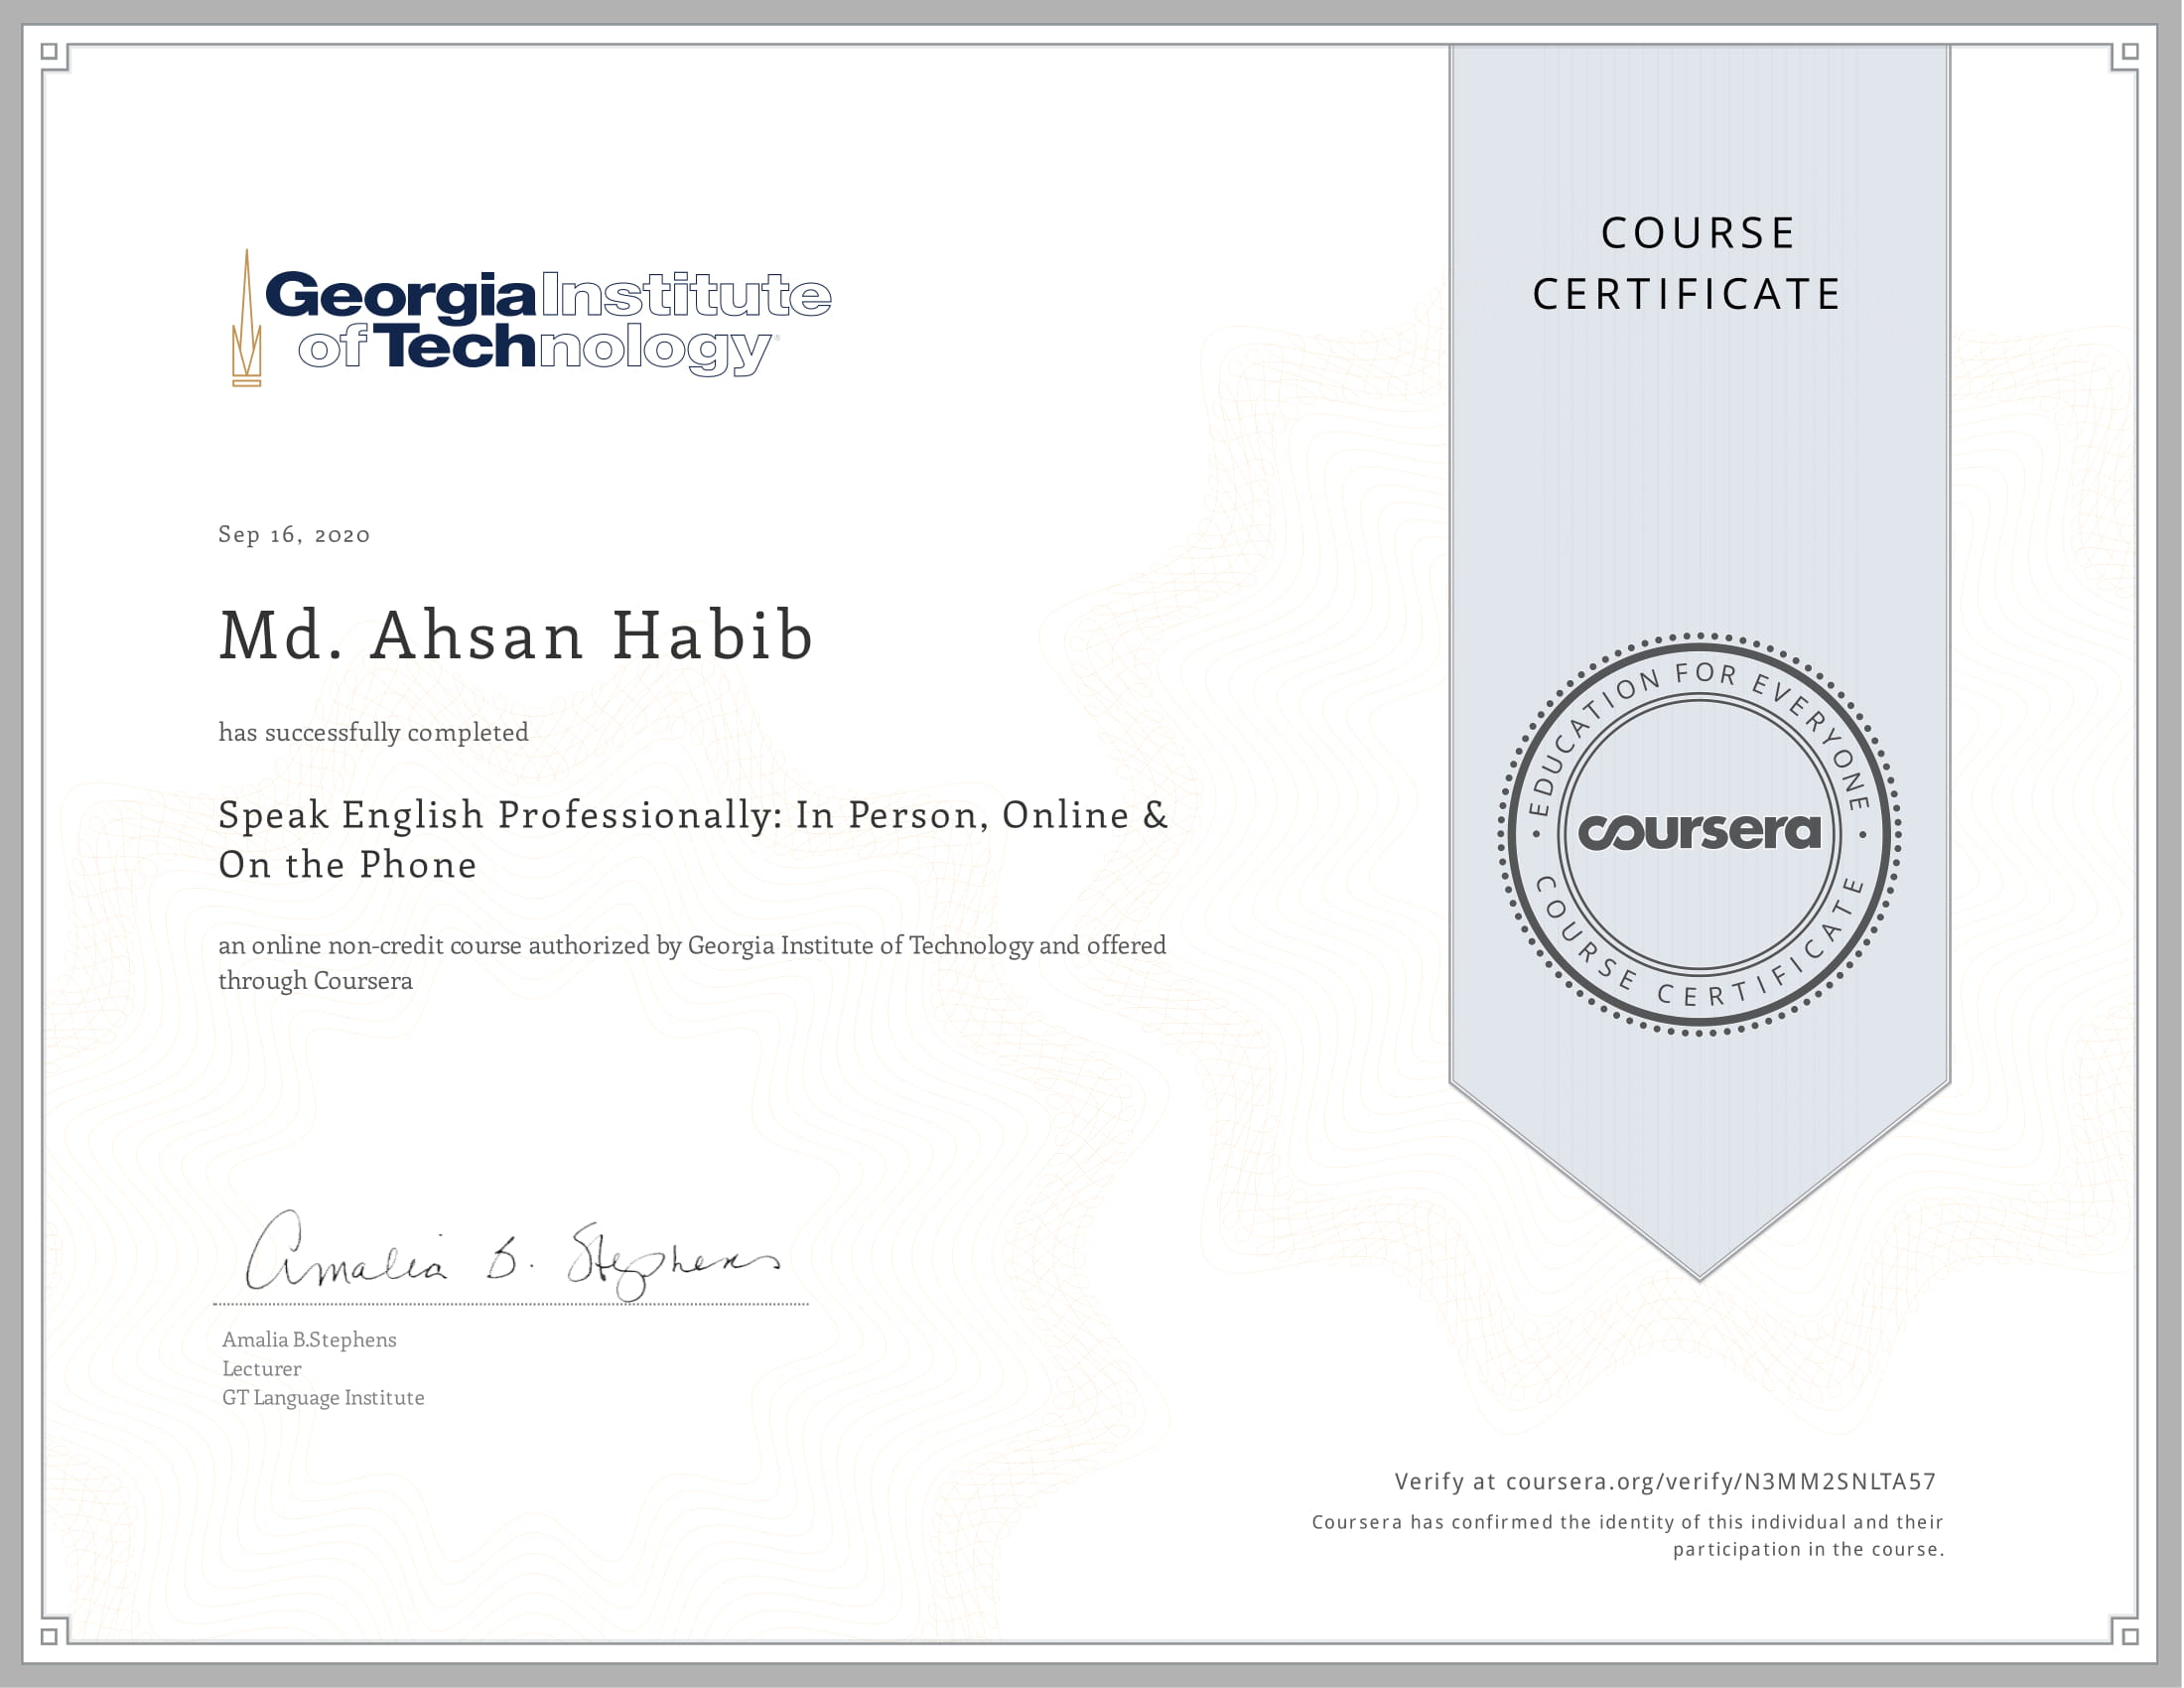 Georgia Institute
of Technology
COURSE
CERTIFICATE
Sep 16, 2020
Md. Ahsan Habib
has successfully completed
Speak English Professionally: In Person, Online &
On the Phone
an online non-credit course authorized by Georgia Institute of Technology and offered
through Coursera
EDUCATION FOR EVERYONE
coursera
COURSE CERTIFICATE
Amalia B. Stephens
Amalia B.Stephens
Lecturer
GT Language Institute
Verify at coursera.org/verify/N3MM2SNLTA57
Coursera has confirmed the identity of this individual and their
participation in the course.